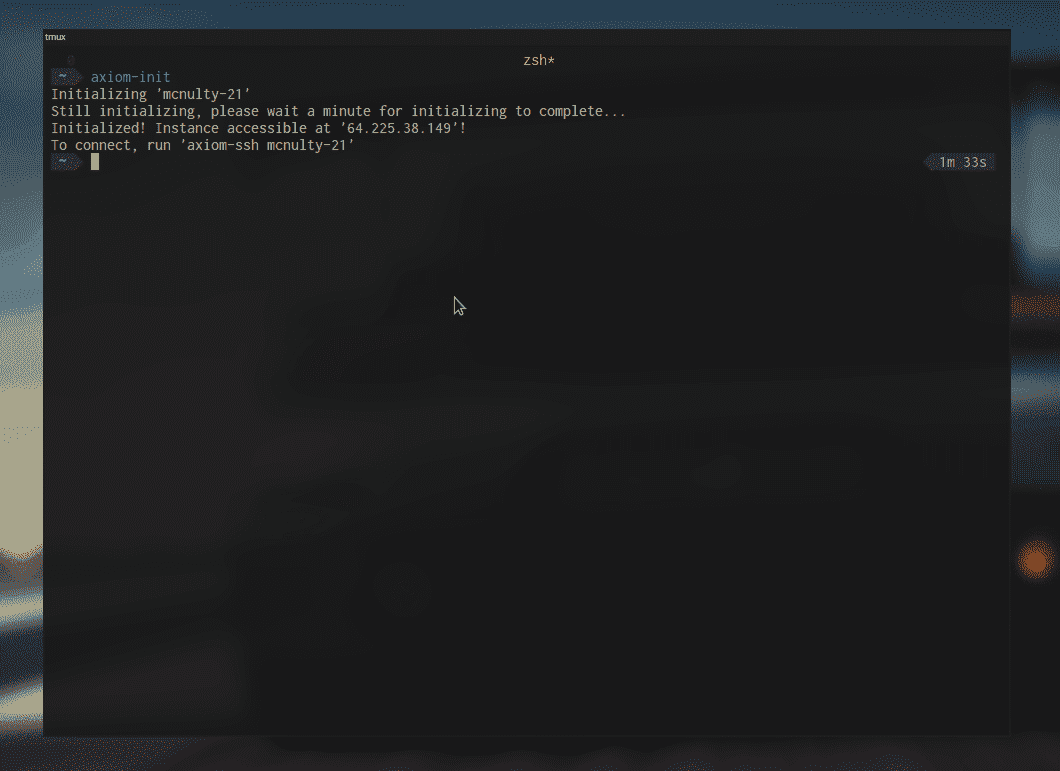 tmux
zsh*
~ axiom-init
Initializing 'mcnulty-21'
Still initializing, please wait a minute for initializing to complete...
Initialized! Instance accessible at '64.225.38.149'!
To connect, run 'axiom-ssh mcnulty-21'
~ 1m 33s